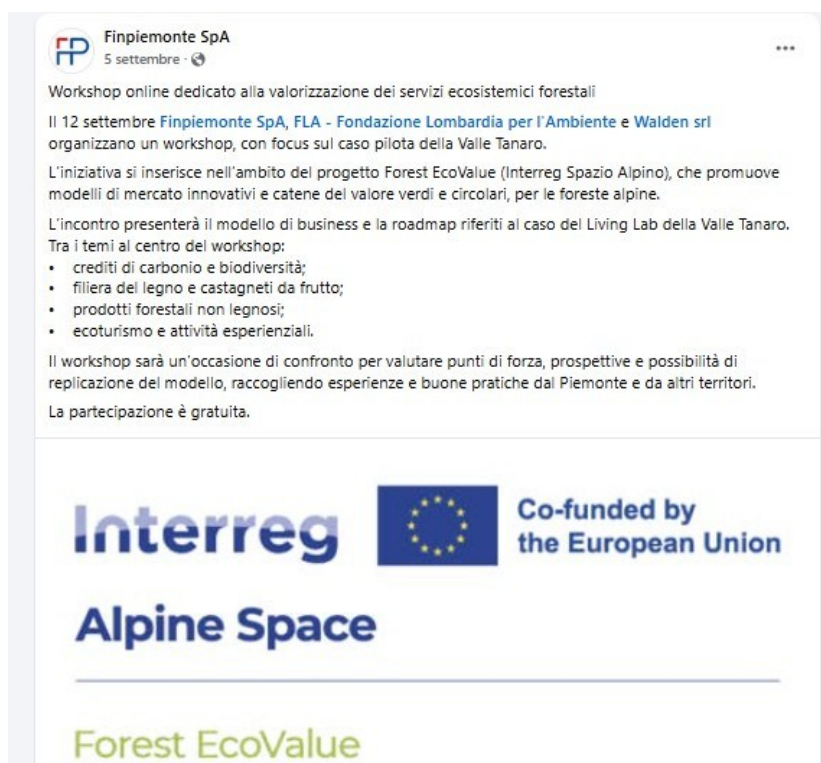 Finpiemonte SpA
5 settembre ·
Workshop online dedicato alla valorizzazione dei servizi ecosistemici forestali
Il 12 settembre Finpiemonte SpA, FLA - Fondazione Lombardia per l'Ambiente e Walden srl
organizzano un workshop, con focus sul caso pilota della Valle Tanaro.
L'iniziativa si inserisce nell'ambito del progetto Forest EcoValue (Interreg Spazio Alpino), che promuove
modelli di mercato innovativi e catene del valore verdi e circolari, per le foreste alpine.
L'incontro presenterà il modello di business e la roadmap riferiti al caso del Living Lab della Valle Tanaro.
Tra i temi al centro del workshop:
• crediti di carbonio e biodiversità;
• filiera del legno e castagneti da frutto;
• prodotti forestali non legnosi;
• ecoturismo e attività esperienziali.
Il workshop sarà un'occasione di confronto per valutare punti di forza, prospettive e possibilità di
replicazione del modello, raccogliendo esperienze e buone pratiche dal Piemonte e da altri territori.
La partecipazione è gratuita.
Interreg
Co-funded by
the European Union
Alpine Space
Forest EcoValue